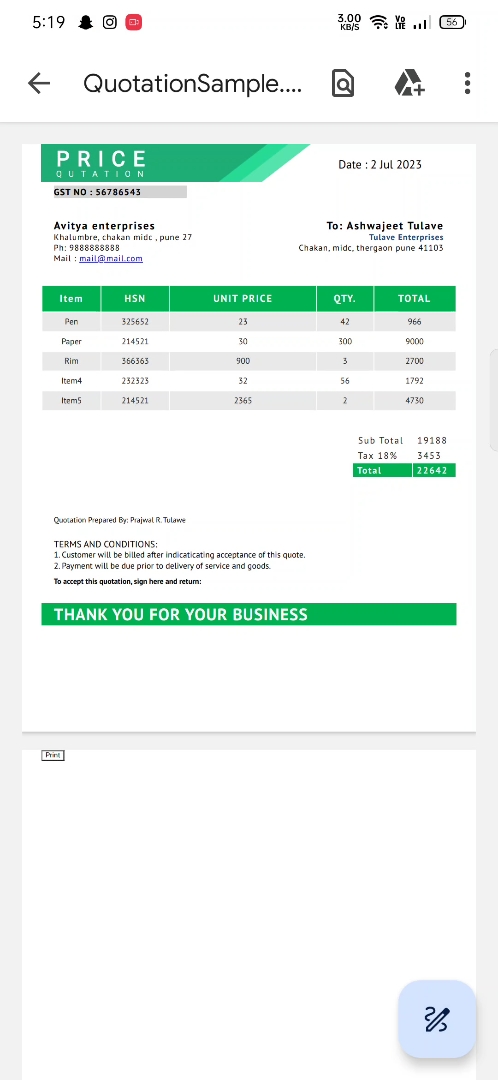 5:19
3.00 KB/S
Vo LTE
56
QuotationSample....
PRICE
QUTATION
Date : 2 Jul 2023
GST NO : 56786543
Avitya enterprises
Khalumbre, chakan midc , pune 27
Ph: 9888888888
Mail : mail@mail.com
To: Ashwajeet Tulave
Tulave Enterprises
Chakan, midc, thergaon pune 41103
Item HSN UNIT PRICE QTY. TOTAL
Pen 325652 23 42 966
Paper 214521 30 300 9000
Rim 366363 900 3 2700
Item4 232323 32 56 1792
Item5 214521 2365 2 4730
Sub Total 19188
Tax 18% 3453
Total 22642
Quotation Prepared By: Prajwal R. Tulawe
TERMS AND CONDITIONS:
1. Customer will be billed after indicaticating acceptance of this quote.
2. Payment will be due prior to delivery of service and goods.
To accept this quotation, sign here and return:
THANK YOU FOR YOUR BUSINESS
Print